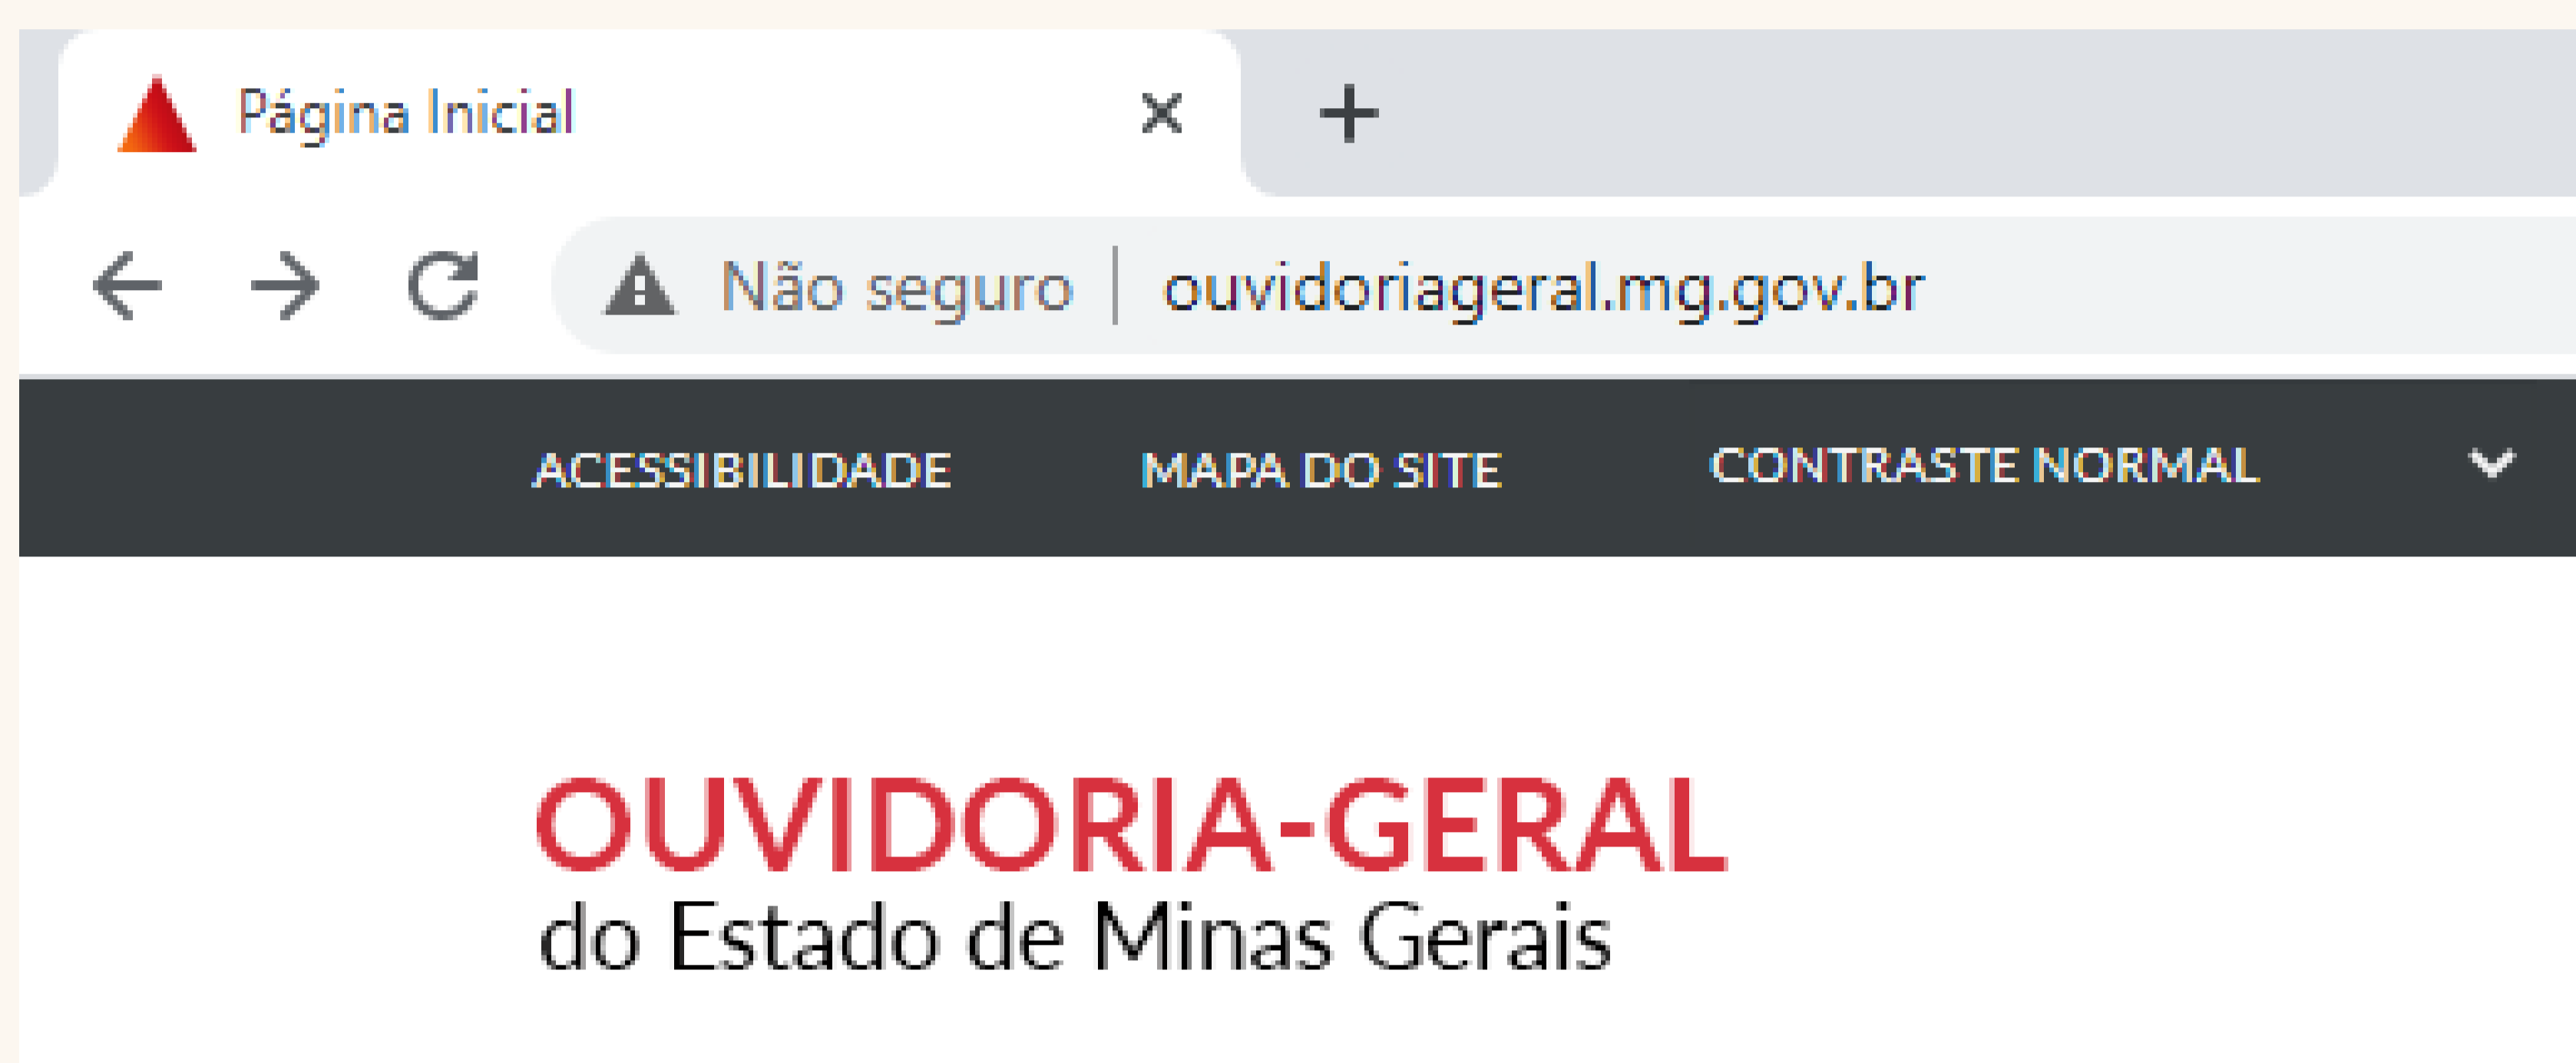 Página Inicial
Não seguro | ouvidoriageral.mg.gov.br
ACESSIBILIDADE MAPA DO SITE CONTRASTE NORMAL
OUVIDORIA-GERAL
do Estado de Minas Gerais